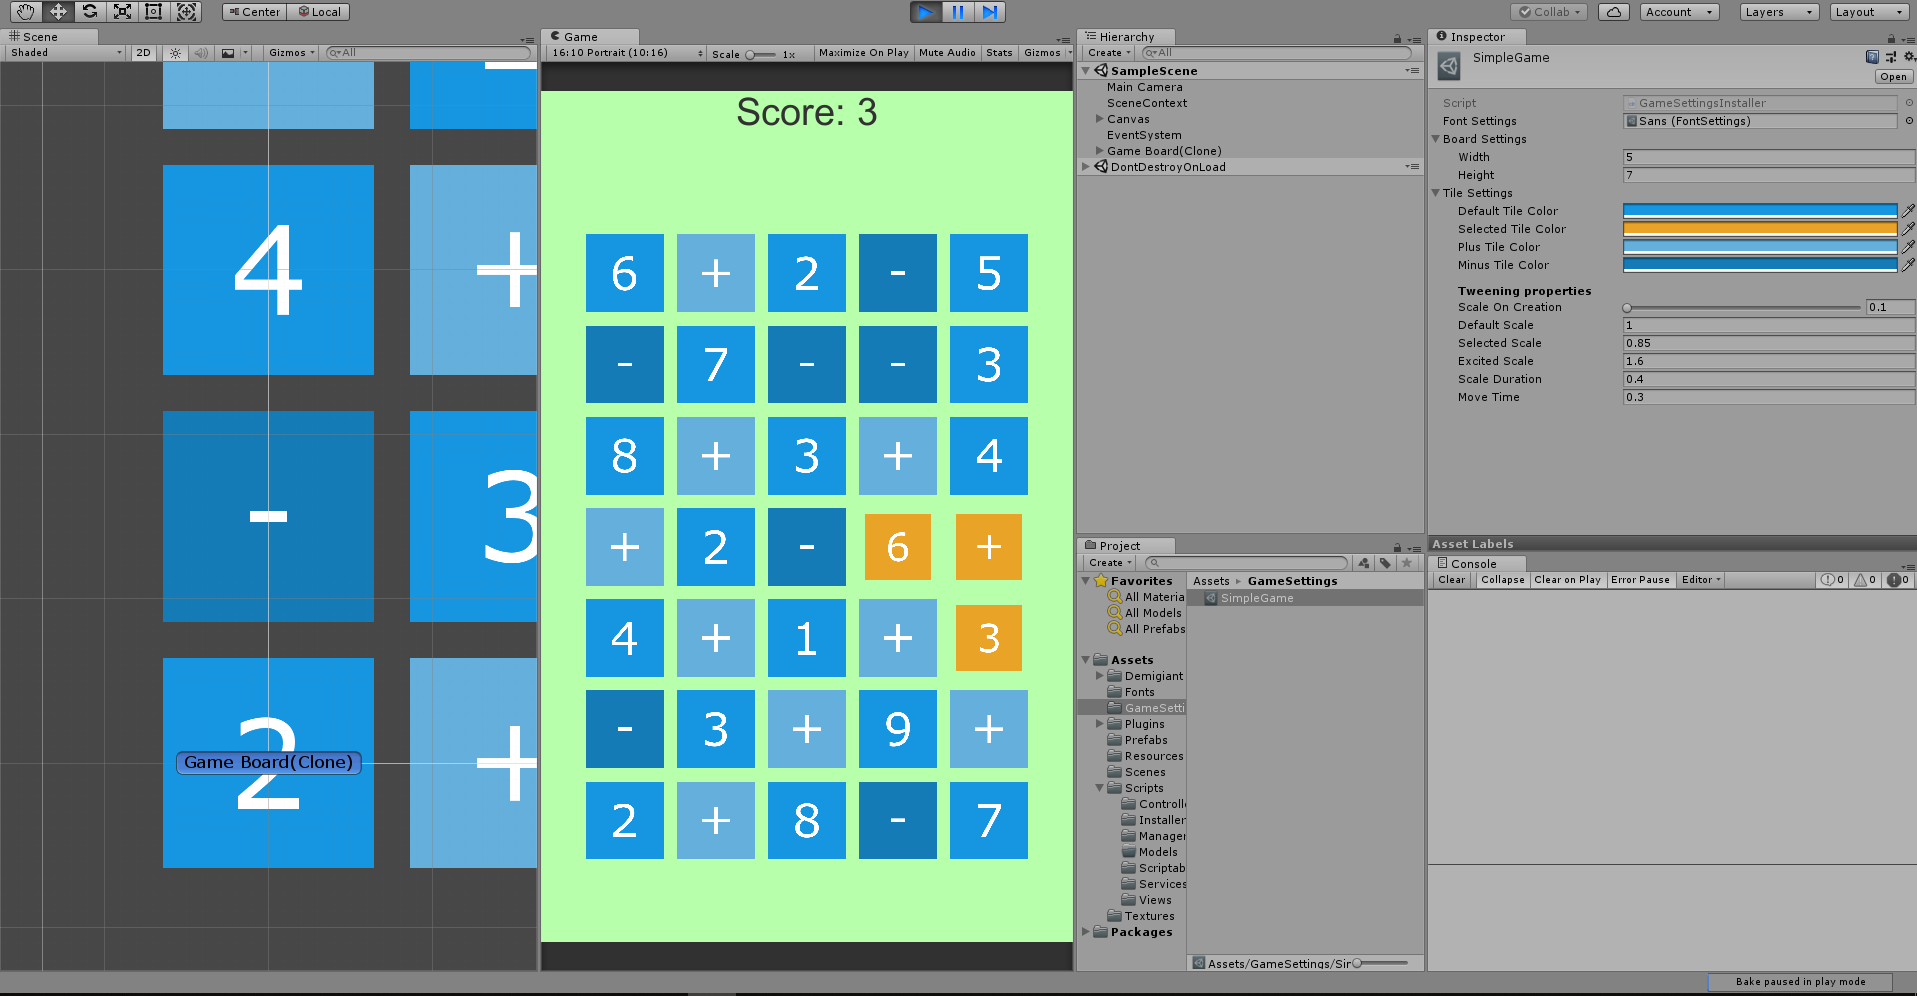 Center Local
Collab Account Layers Layout
Scene
Shaded 2D Gizmos All
4 +
- 3
2 +
Game Board(Clone)
Game
16:10 Portrait (10:16) Scale 1x Maximize On Play Mute Audio Stats Gizmos
Score: 3
6 + 2 - 5
- 7 - - 3
8 + 3 + 4
+ 2 - 6 +
4 + 1 + 3
- 3 + 9 +
2 + 8 - 7
Hierarchy
Create All
SampleScene
Main Camera
SceneContext
Canvas
EventSystem
Game Board(Clone)
DontDestroyOnLoad
Project
Create
Favorites
All Materia
All Models
All Prefabs
Assets
Demigiant
Fonts
GameSetti
Plugins
Prefabs
Resources
Scenes
Scripts
Controlle
Installer
Manager
Models
Scriptab
Services
Views
Textures
Packages
Assets GameSettings
SimpleGame
Assets/GameSettings/Sir
Inspector
SimpleGame
Open
Script GameSettingsInstaller
Font Settings Sans (FontSettings)
Board Settings
Width 5
Height 7
Tile Settings
Default Tile Color
Selected Tile Color
Plus Tile Color
Minus Tile Color
Tweening properties
Scale On Creation 0.1
Default Scale 1
Selected Scale 0.85
Excited Scale 1.6
Scale Duration 0.4
Move Time 0.3
Asset Labels
Console
Clear Collapse Clear on Play Error Pause Editor 0 0 0
Bake paused in play mode